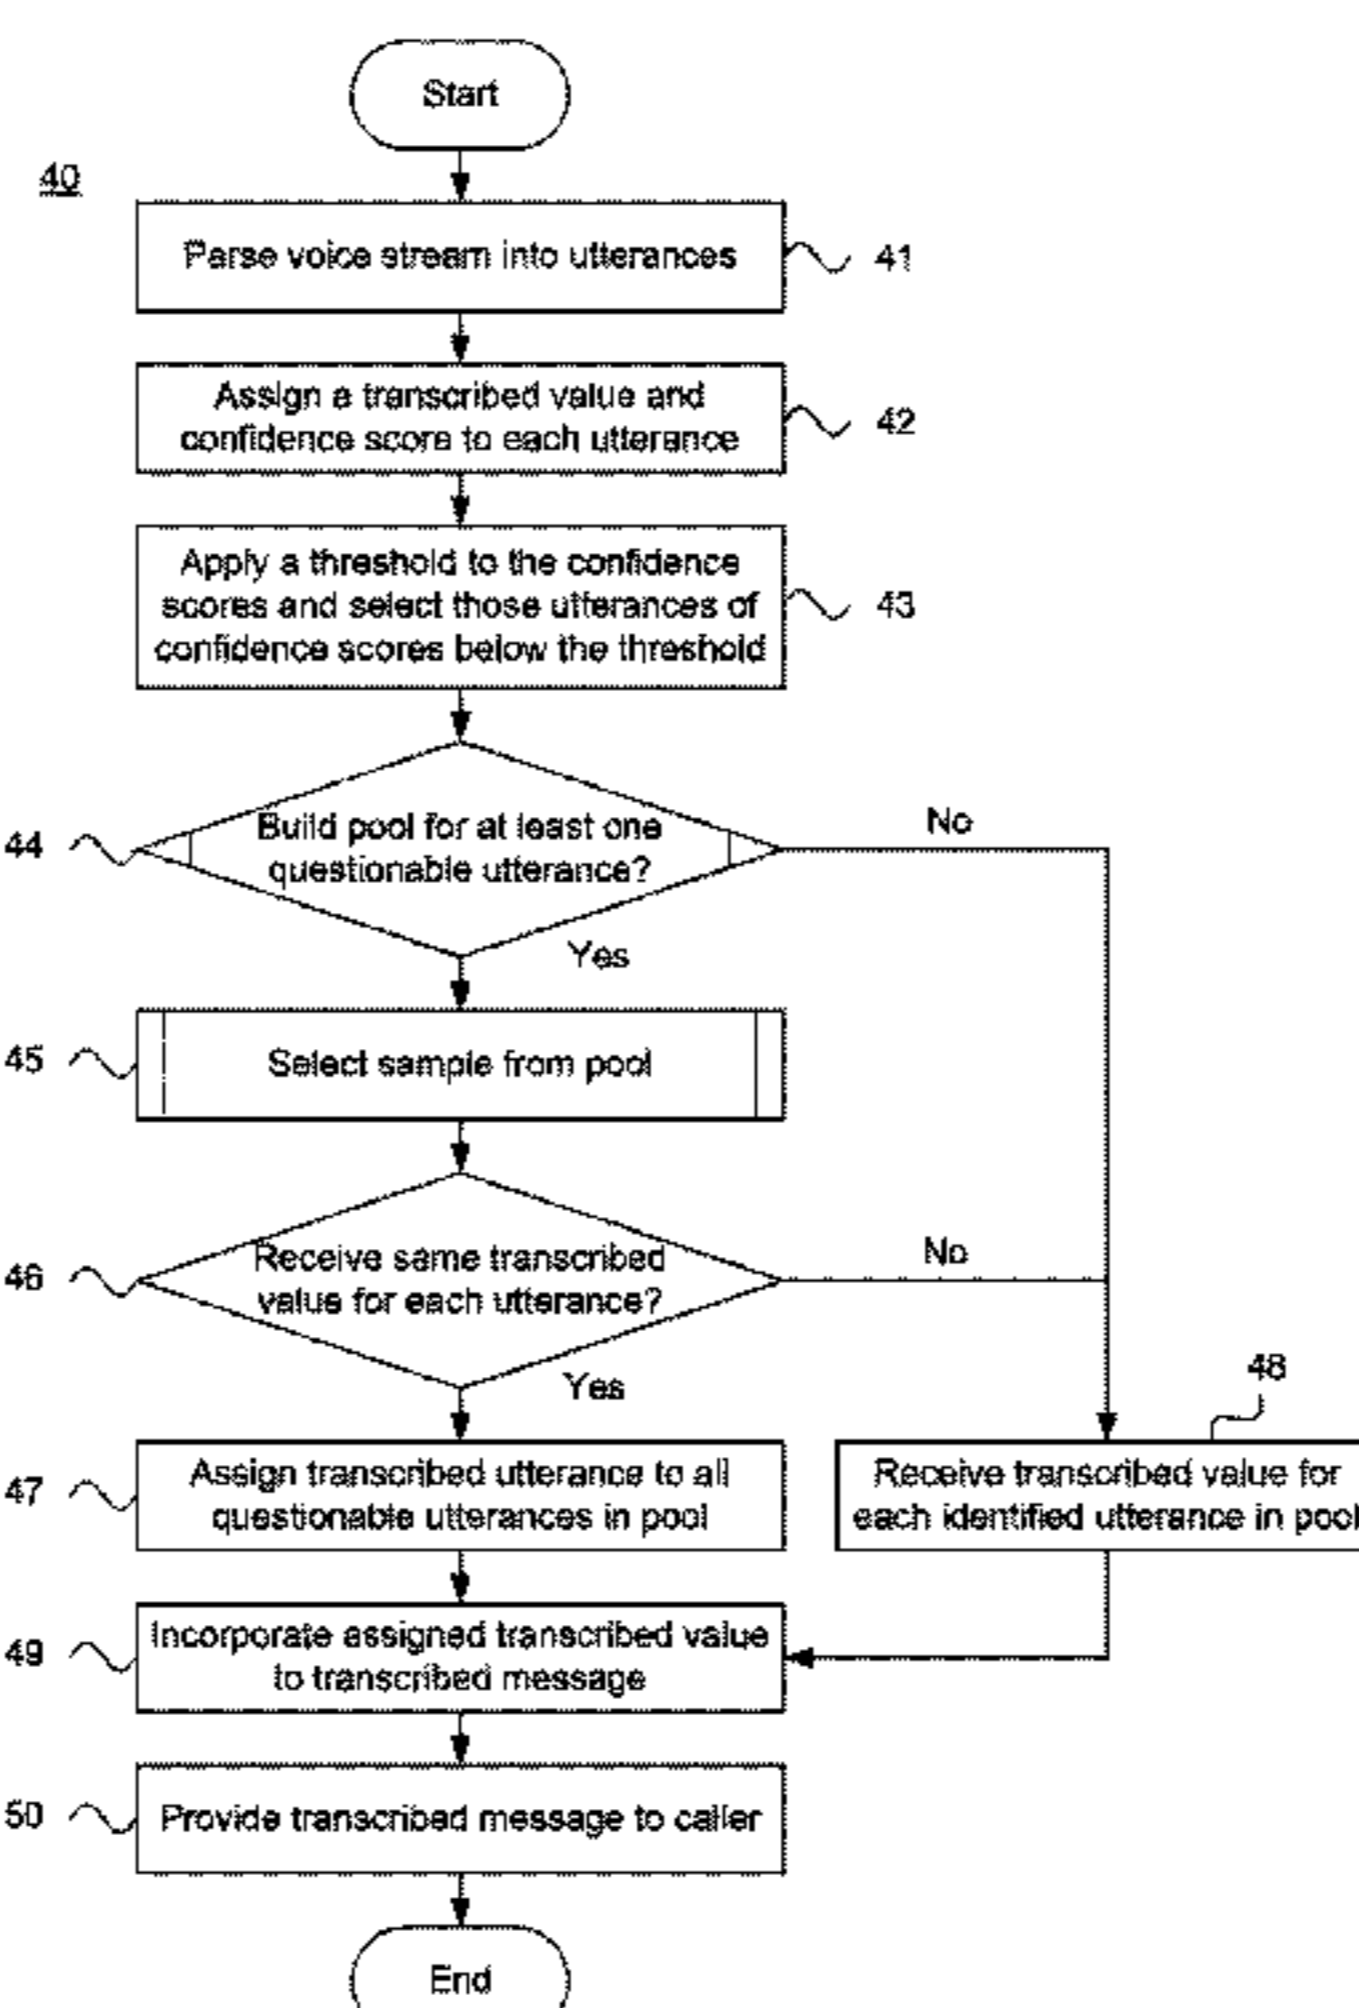 Start
40
Parse voice stream into utterances
41
Assign a transcribed value and
confidence score to each utterance
42
Apply a threshold to the confidence
scores and select those utterances of
confidence scores below the threshold
43
44
Build pool for at least one
questionable utterance?
No
Yes
45
Select sample from pool
46
Receive same transcribed
value for each utterance?
No
Yes
48
47
Assign transcribed utterance to all
questionable utterances in pool
Receive transcribed value for
each identified utterance in pool
49
Incorporate assigned transcribed value
to transcribed message
50
Provide transcribed message to caller
End